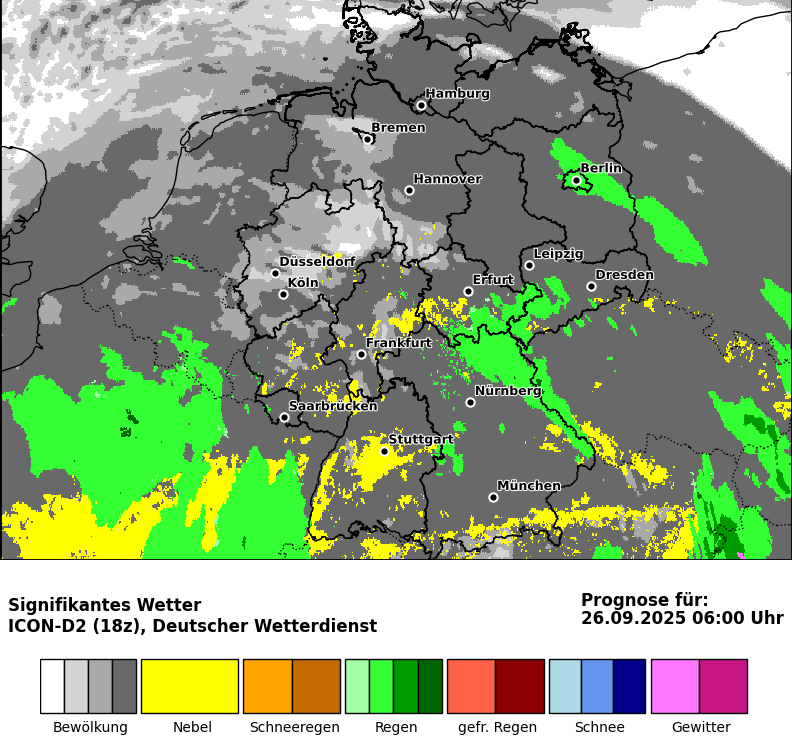 Hamburg
Bremen
Berlin
Hannover
Leipzig
Düsseldorf
Dresden
Köln
Erfurt
Frankfurt
Nürnberg
Saarbrücken
Stuttgart
München
Signifikantes Wetter
ICON-D2 (18z), Deutscher Wetterdienst
Prognose für:
26.09.2025 06:00 Uhr
Bewölkung
Nebel
Schneeregen
Regen
gefr. Regen
Schnee
Gewitter